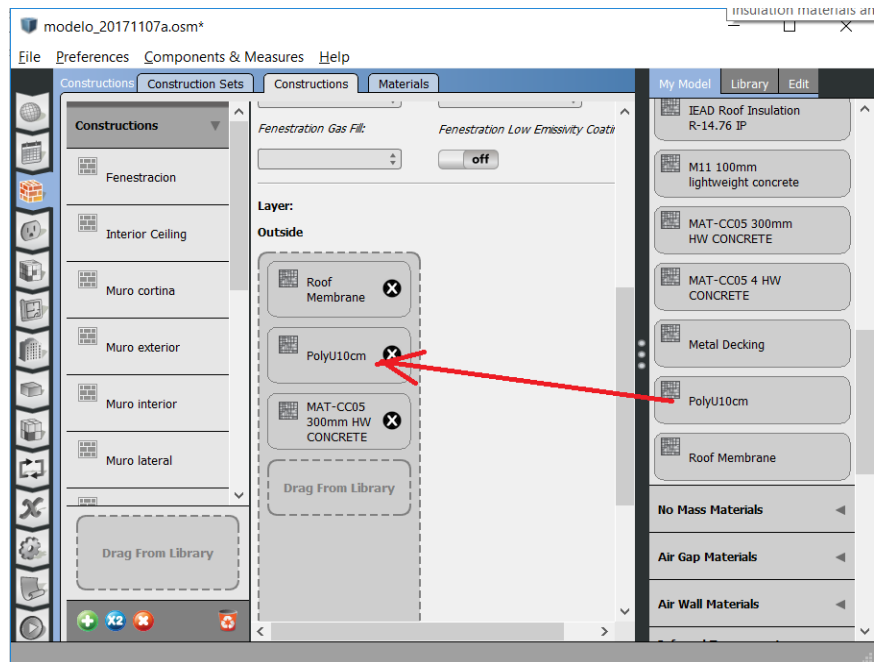 Insulation materials an
modelo_20171107a.osm*
File Preferences Components & Measures Help
Constructions Construction Sets Constructions Materials
My Model Library Edit
Constructions
Fenestracion
Interior Ceiling
Muro cortina
Muro exterior
Muro interior
Muro lateral
Drag From Library
X2
Fenestration Gas Fill:
Fenestration Low Emissivity Coati
off
Layer:
Outside
Roof
Membrane
PolyU10cm
MAT-CC05
300mm HW
CONCRETE
Drag From Library
IEAD Roof Insulation
R-14.76 IP
M11 100mm
lightweight concrete
MAT-CC05 300mm
HW CONCRETE
MAT-CC05 4 HW
CONCRETE
Metal Decking
PolyU10cm
Roof Membrane
No Mass Materials
Air Gap Materials
Air Wall Materials